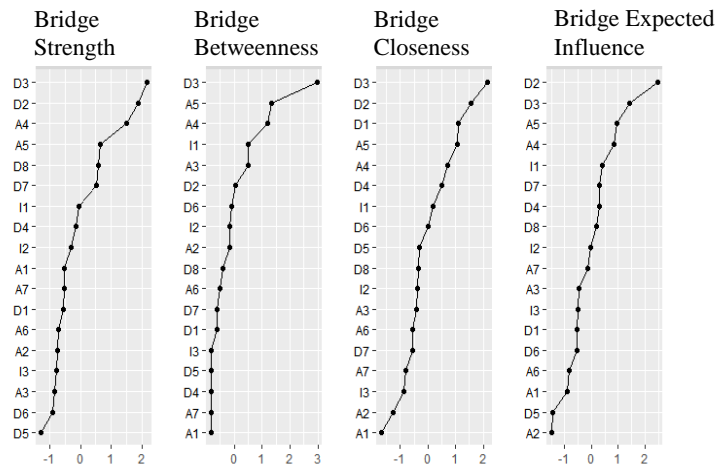 Bridge
Strength
D3
D2
A4
A5
D8
D7
I1
D4
I2
A1
A7
D1
A6
A2
I3
A3
D6
D5
-1 0 1 2
Bridge
Betweenness
D3
A5
A4
I1
A3
D2
D6
I2
A2
D8
A6
D7
D1
I3
D5
D4
A7
A1
0 1 2 3
Bridge
Closeness
D3
D2
D1
A5
A4
D4
I1
D6
D5
D8
I2
A3
A6
D7
A7
I3
A2
A1
-1 0 1 2
Bridge Expected
Influence
D2
D3
A5
A4
I1
D7
D4
D8
I2
A7
A3
I3
D1
D6
A6
A1
D5
A2
-1 0 1 2